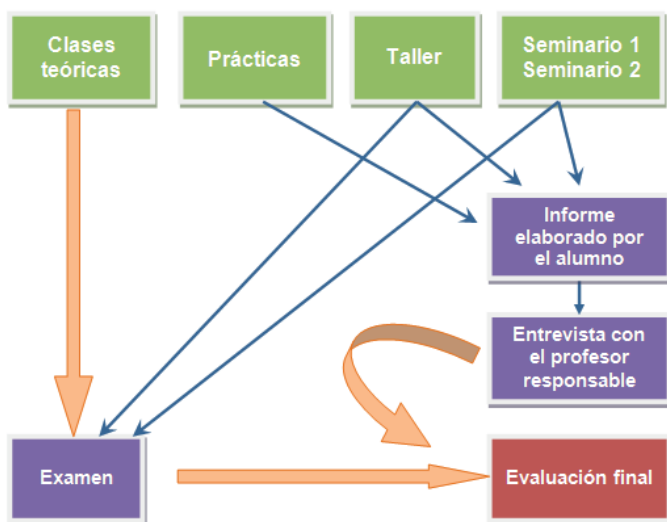 Clases
teóricas
Prácticas
Taller
Seminario 1
Seminario 2
Informe
elaborado por
el alumno
Entrevista con
el profesor
responsable
Examen
Evaluación final